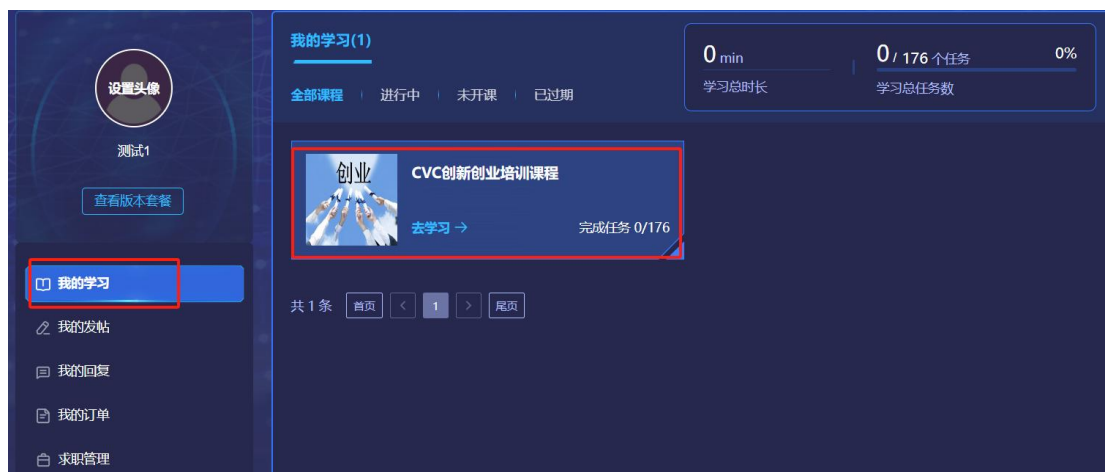 设置头像
测试1
查看版本套餐
我的学习
我的发帖
我的回复
我的订单
求职管理
我的学习(1)
全部课程 进行中 未开课 已过期
0 min
学习总时长
0 / 176 个任务 0%
学习总任务数
创业
CVC创新创业培训课程
去学习 → 完成任务 0/176
共 1 条 首页 < 1 > 尾页